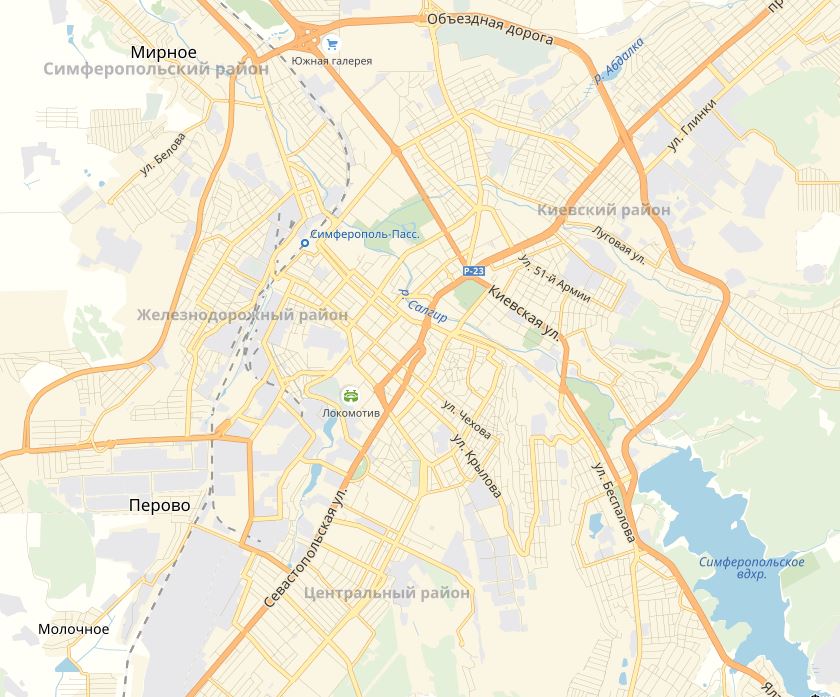 Объездная дорога
Мирное
Южная галерея
Симферопольский район
р. Абдалка
ул. Глинки
ул. Белова
Киевский район
Симферополь-Пасс.
Луговая ул.
Р-23
ул. 51-й Армии
р. Салгир
Киевская ул.
Железнодорожный район
Локомотив
ул. Чехова
ул. Крылова
ул. Беспалова
Перово
Севастопольская ул.
Симферопольское
вдхр.
Центральный район
Молочное